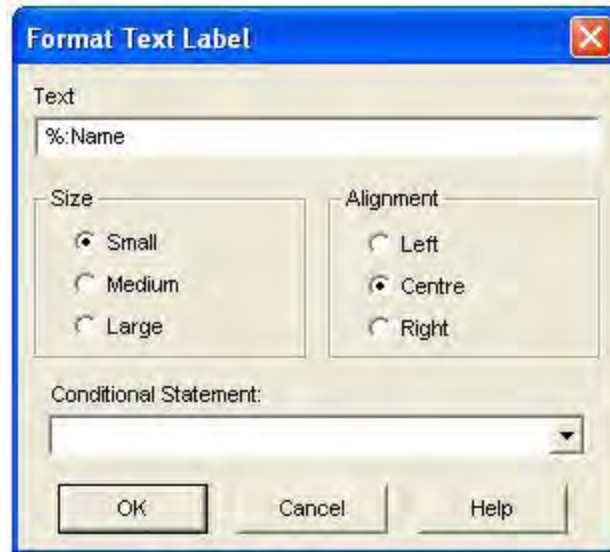 Format Text Label
Text
%:Name
Size
Small
Medium
Large
Alignment
Left
Centre
Right
Conditional Statement:
OK Cancel Help